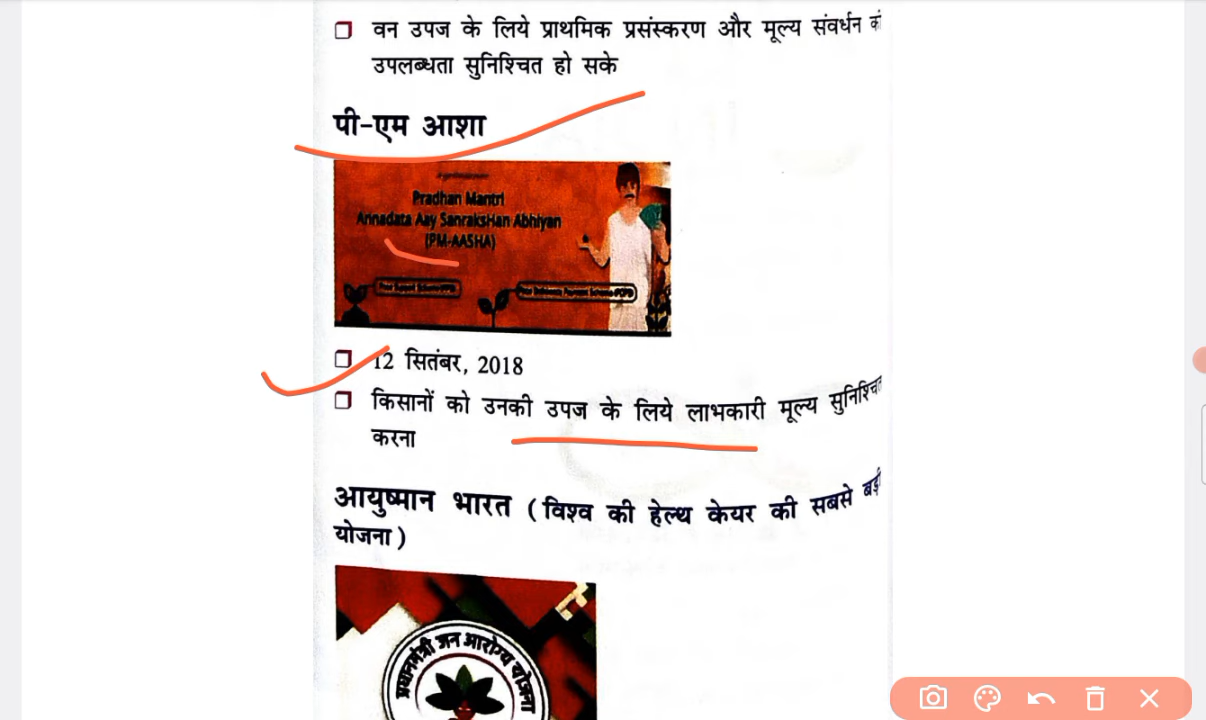 ❒ वन उपज के लिये प्राथमिक प्रसंस्करण और मूल्य संवर्धन की
उपलब्धता सुनिश्चित हो सके
पी-एम आशा
Pradhan Mantri
Annadata Aay SanraksHan Abhiyan
(PM-AASHA)
❒ 12 सितंबर, 2018
❒ किसानों को उनकी उपज के लिये लाभकारी मूल्य सुनिश्चित
करना
आयुष्मान भारत (विश्व की हेल्थ केयर की सबसे बड़ी
योजना)
प्रधानमंत्री जन आरोग्य योजना